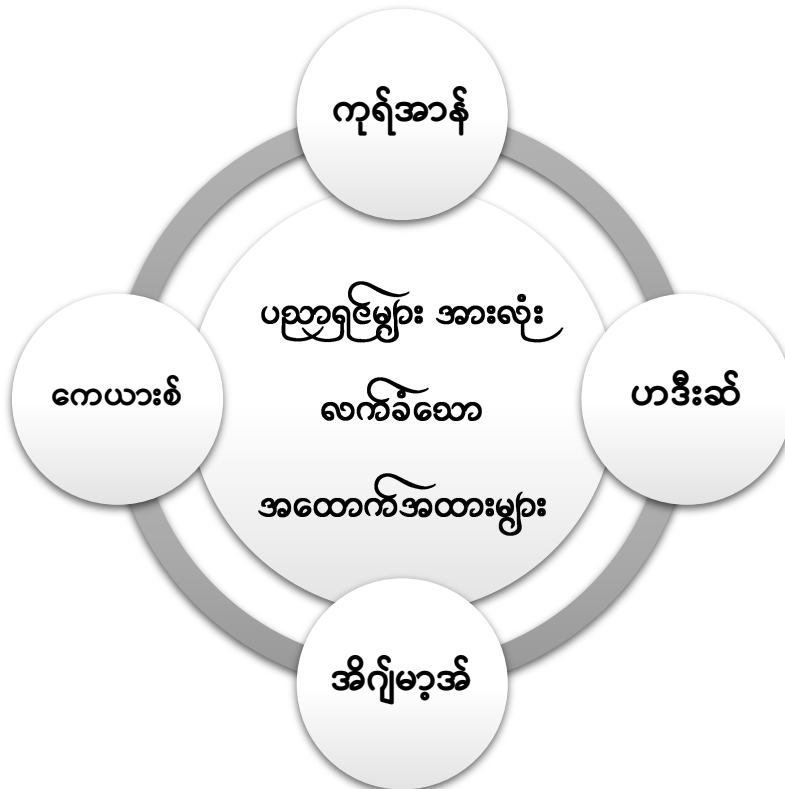 ကုရ်အာန်
ပညာရှင်များ အားလုံး
လက်ခံသော
အထောက်အထားများ
ကေယားစ်
ဟဒီးဆ်
အိဂျ်မာ့အ်